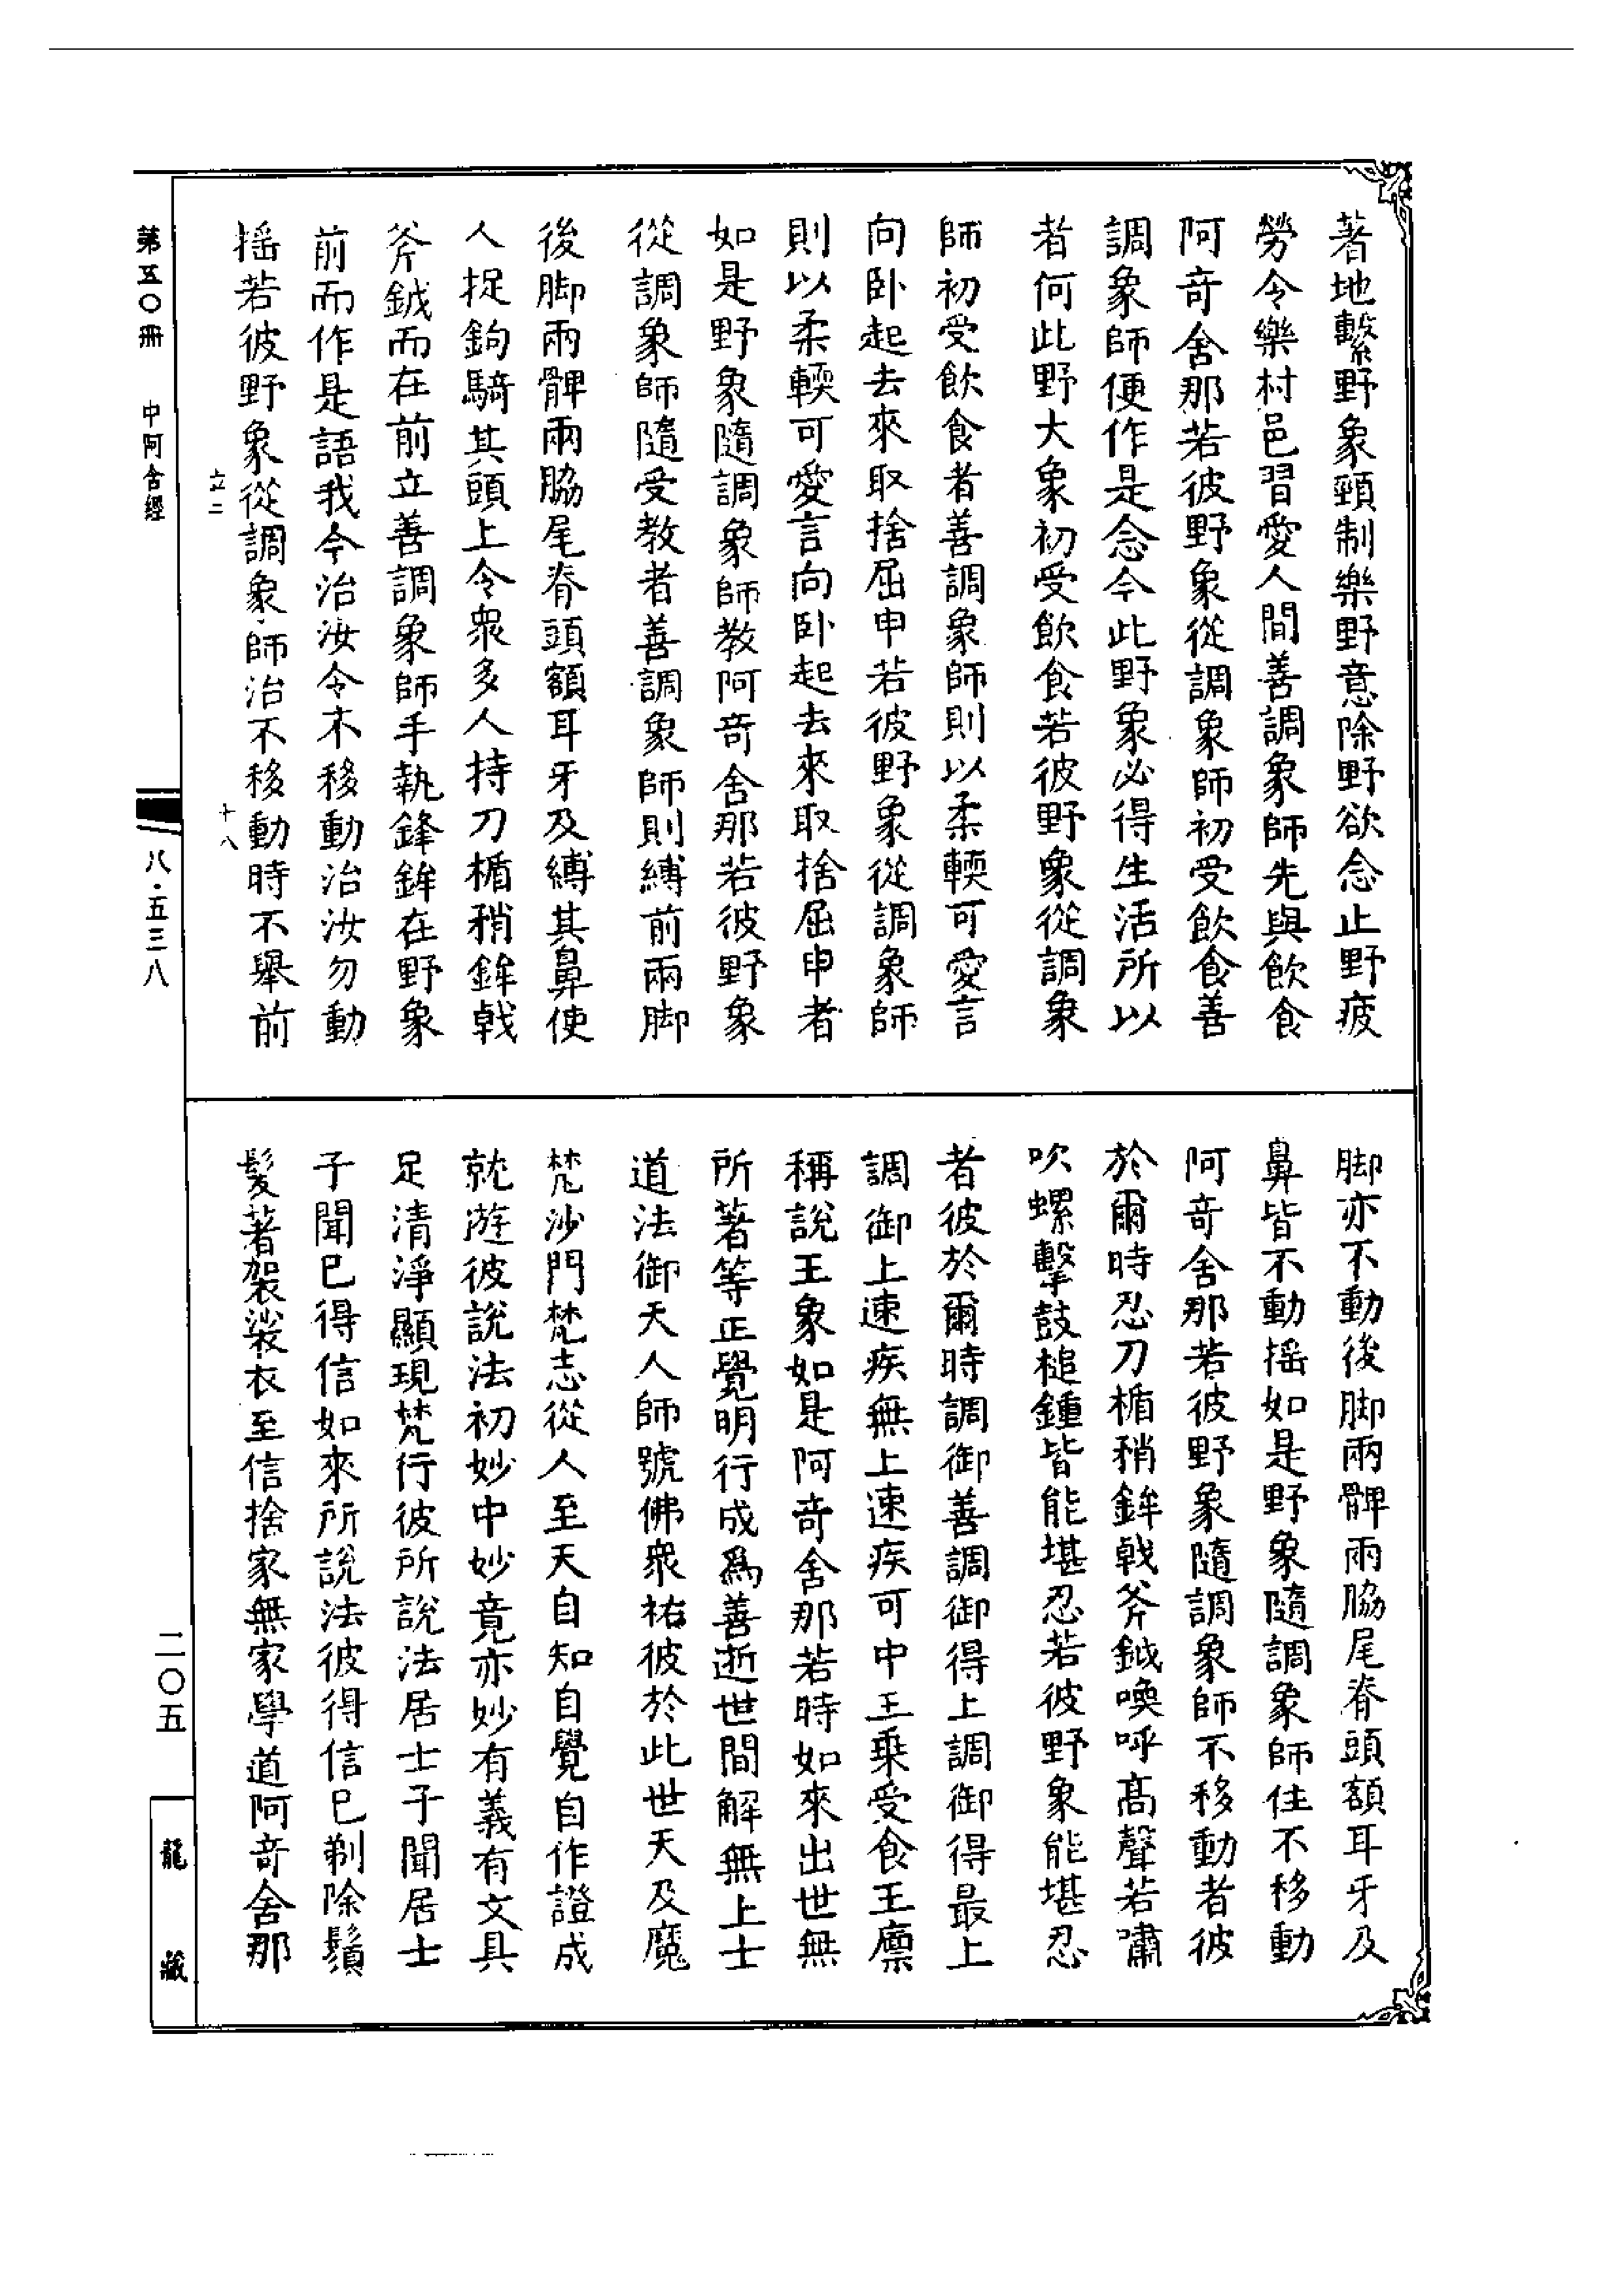 著地繫野象頸制樂野意除野欲念止野疲
勞令樂村邑習愛人間善調象師先與飲食
阿奇舍那若彼野象從調象師初受飲食善
調象師便作是念今此野象必得生活所以
者何此野大象初受飲食若彼野象從調象
師初受飲食者善調象師則以柔輭可愛言
向卧起去來取捨屈申若彼野象從調象師
則以柔輭可愛言向卧起去來取捨屈申者
如是野象隨調象師教阿奇舍那若彼野象
從調象師隨受教者善調象師則縛前兩脚
後脚兩髀兩脇尾脊頭額耳牙及縛其鼻使
人捉鉤騎其頭上令衆多人持刀楯矟鉾戟
斧鉞而在前立善調象師手執鋒鉾在野象
前而作是語我今治汝令不移動治汝勿動
搖若彼野象從調象師治不移動時不舉前
立二
十八
脚亦不動後脚兩髀兩脇尾脊頭額耳牙及
鼻皆不動搖如是野象隨調象師住不移動
阿奇舍那若彼野象隨調象師不移動者彼
於爾時忍刀楯矟鉾戟斧鉞喚呼高聲若嘯
吹螺擊鼓槌鍾皆能堪忍若彼野象能堪忍
者彼於爾時調御善調御得上調御得最上
調御上速疾無上速疾可中王乗受食王廩
稱說王象如是阿奇舍那若時如來出世無
所著等正覺明行成爲善逝世間解無上士
道法御天人師號佛衆祐彼於此世天及魔
梵沙門梵志從人至天自知自覺自作證成
就遊彼說法初妙中妙竟亦妙有義有文具
足清淨顯現梵行彼所說法居士子聞居士
子聞巳得信如來所說法彼得信巳剃除鬚
髮著袈裟衣至信捨家無家學道阿奇舍那
第五〇冊　中阿含經
八·五三八
二〇五
龍藏